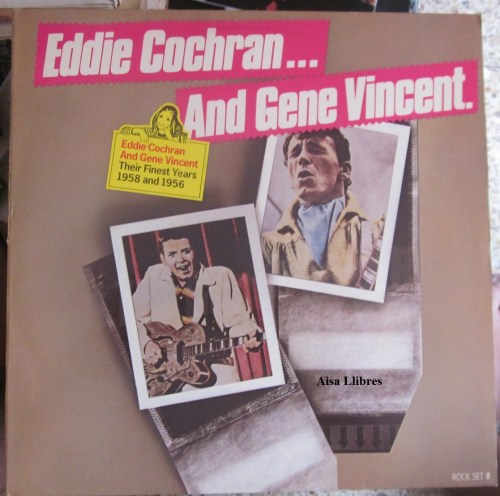 Eddie Cochran...
And Gene Vincent.
Eddie Cochran
And Gene Vincent
Their Finest Years
1958 and 1956
Aisa Llibres
ROCK SET 8